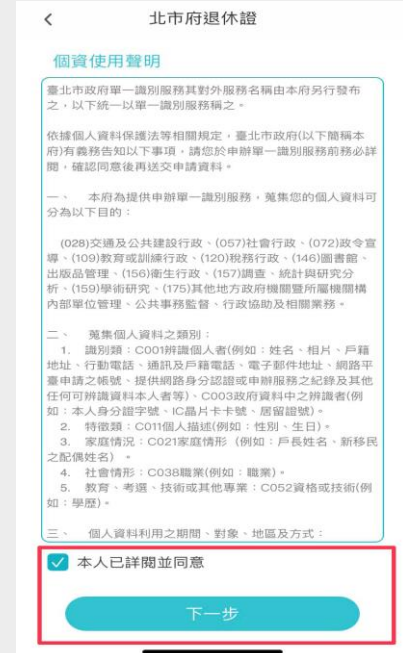 北市府退休證
個資使用聲明
臺北市政府單一識別服務其對外服務名稱由本府另行發布
之，以下統一以單一識別服務稱之。
依據個人資料保護法等相關規定，臺北市政府(以下簡稱本
府)有義務告知以下事項，請您於申辦單一識別服務前務必詳
閱，確認同意後再送交申請資料。
一、 本府為提供申辦單一識別服務，蒐集您的個人資料可
分為以下目的：
(028)交通及公共建設行政、(057)社會行政、(072)政令宣
導、(109)教育或訓練行政、(120)稅務行政、(146)圖書館、
出版品管理、(156)衛生行政、(157)調查、統計與研究分
析、(159)學術研究、(175)其他地方政府機關暨所屬機關構
內部單位管理、公共事務監督、行政協助及相關業務。
二、 蒐集個人資料之類別：
1. 識別類：C001辨識個人者(例如：姓名、相片、戶籍
地址、行動電話、通訊及戶籍電話、電子郵件地址、網路平
臺申請之帳號、提供網路身分認證或申辦服務之紀錄及其他
任何可辨識資料本人者等)、C003政府資料中之辨識者(例
如：本人身分證字號、IC晶片卡卡號、居留證號)。
2. 特徵類：C011個人描述(例如：性別、生日)。
3. 家庭情況：C021家庭情形（例如：戶長姓名、新移民
之配偶姓名）。
4. 社會情形：C038職業(例如：職業)。
5. 教育、考選、技術或其他專業：C052資格或技術(例
如：學歷)。
三、 個人資料利用之期間、對象、地區及方式：
本人已詳閱並同意
下一步